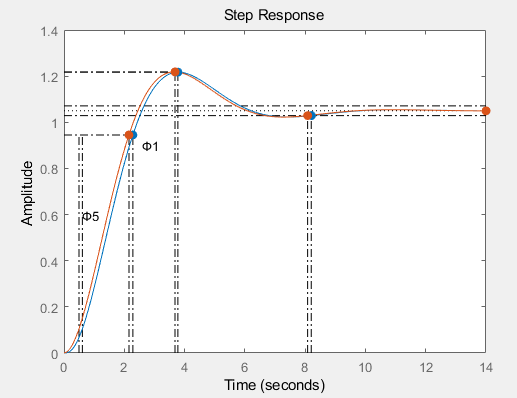 Step Response
1.4
1.2
1
0.8
0.6
0.4
0.2
0
Amplitude
Φ1
Φ5
0 2 4 6 8 10 12 14
Time (seconds)